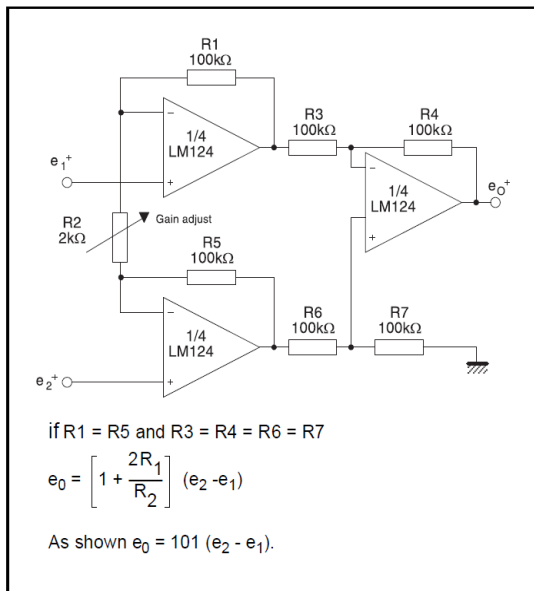 R1
100kΩ
R3
100kΩ
R4
100kΩ
1/4
LM124
−
+
e1+
1/4
LM124
−
+
eO+
R2
2kΩ
Gain adjust
R5
100kΩ
R6
100kΩ
R7
100kΩ
1/4
LM124
−
+
e2+
if R1 = R5 and R3 = R4 = R6 = R7
e0 = [1 + 2R1/R2] (e2 -e1)
As shown e0 = 101 (e2 - e1).